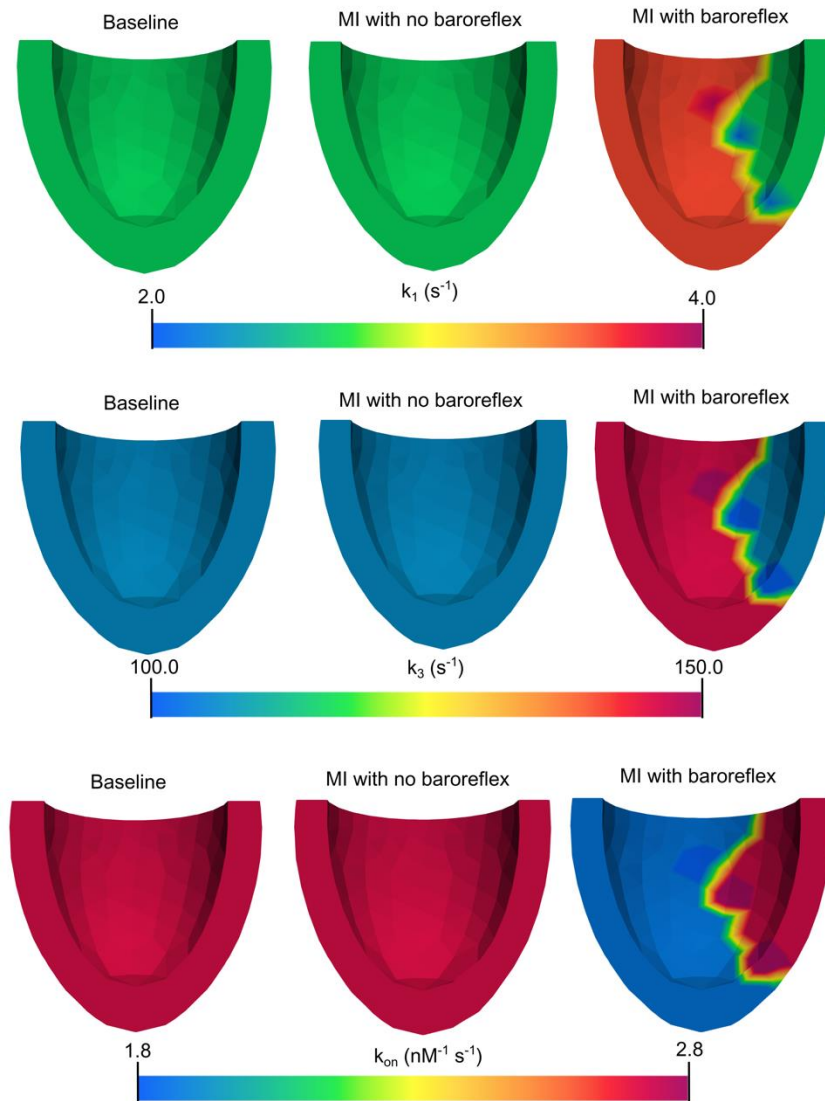 Baseline MI with no baroreflex MI with baroreflex
2.0 k₁ (s⁻¹) 4.0
Baseline MI with no baroreflex MI with baroreflex
100.0 k₃ (s⁻¹) 150.0
Baseline MI with no baroreflex MI with baroreflex
1.8 kₒₙ (nM⁻¹ s⁻¹) 2.8